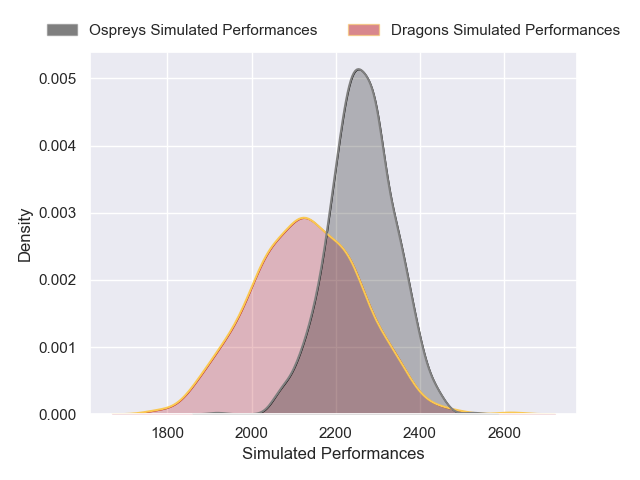 Ospreys Simulated Performances Dragons Simulated Performances
0.005
0.004
0.003
0.002
0.001
0.000
Density
1800 2000 2200 2400 2600
Simulated Performances